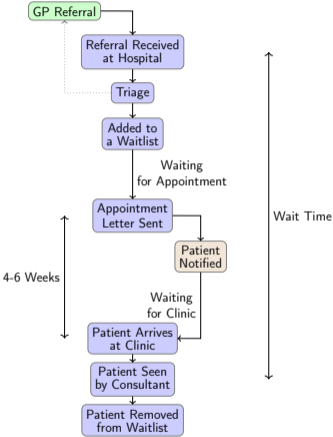 GP Referral
Referral Received
at Hospital
Triage
Added to
a Waitlist
Waiting
for Appointment
Appointment
Letter Sent
Wait Time
Patient
Notified
4-6 Weeks
Waiting
for Clinic
Patient Arrives
at Clinic
Patient Seen
by Consultant
Patient Removed
from Waitlist